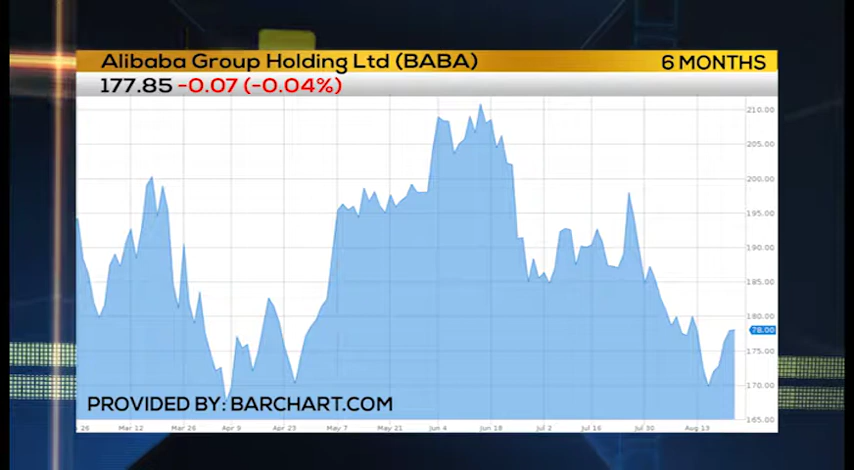 Alibaba Group Holding Ltd (BABA) 6 MONTHS
177.85 -0.07 (-0.04%)
210.00
205.00
200.00
195.00
190.00
185.00
180.00
78.00
175.00
170.00
165.00
PROVIDED BY: BARCHART.COM
26 Mar 12 Mar 26 Apr 9 Apr 23 May 7 May 21 Jun 4 Jun 18 Jul 2 Jul 16 Jul 30 Aug 13